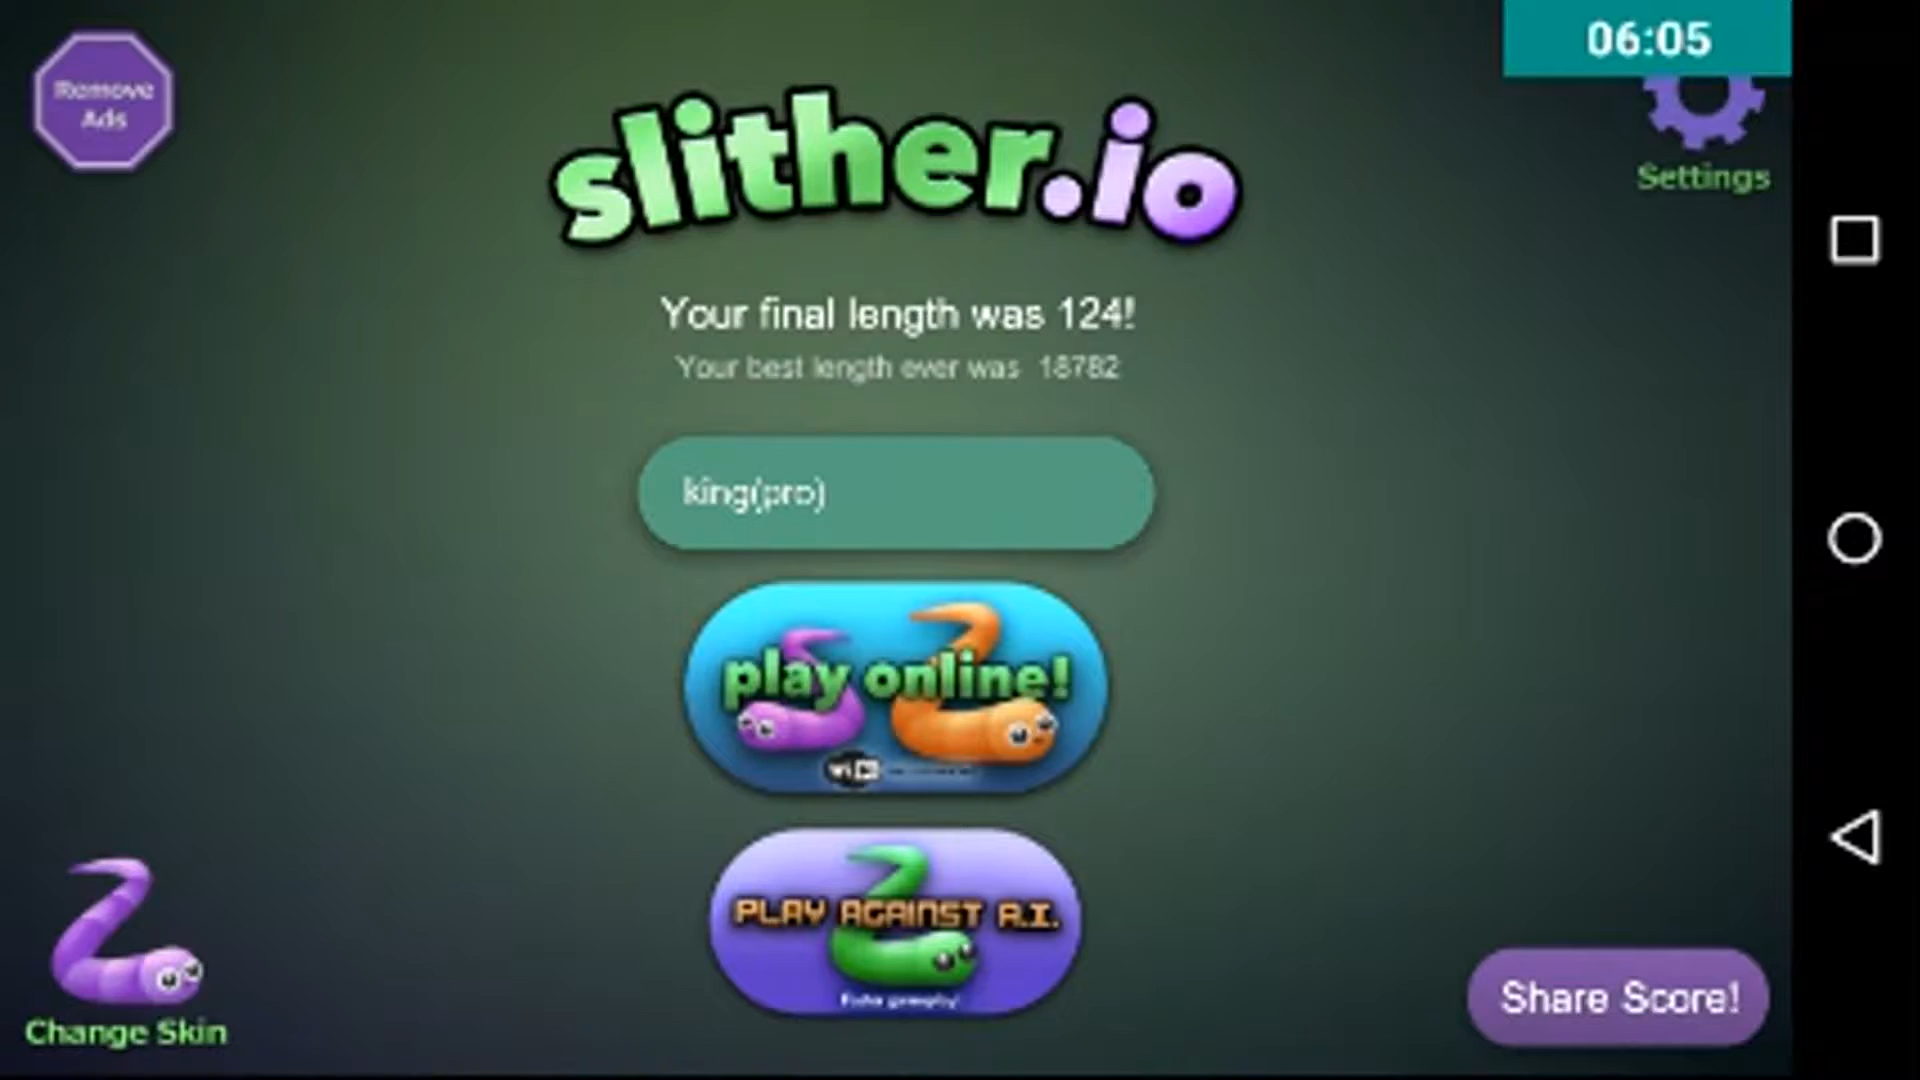 06:05
Remove
Ads
slither.io
Settings
Your final length was 124!
Your best length ever was 18782
king(pro)
play online!
PLAY AGAINST A.I.
Change Skin
Share Score!